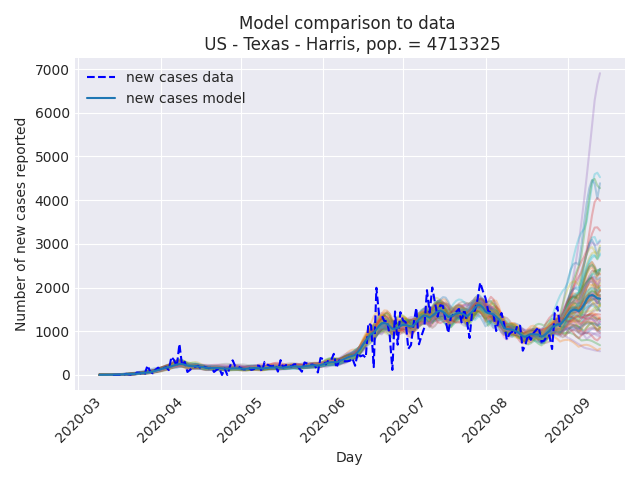 Model comparison to data
US - Texas - Harris, pop. = 4713325
new cases data
new cases model
Number of new cases reported
7000
6000
5000
4000
3000
2000
1000
0
2020-03
2020-04
2020-05
2020-06
2020-07
2020-08
2020-09
Day